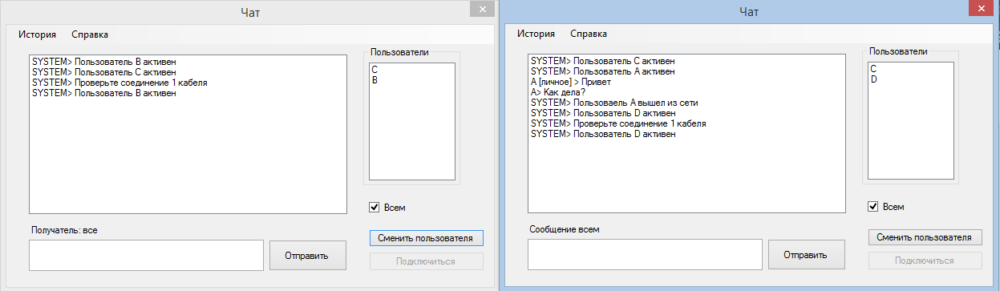 Чат
История Справка
SYSTEM> Пользователь B активен
SYSTEM> Пользователь C активен
SYSTEM> Проверьте соединение 1 кабеля
SYSTEM> Пользователь B активен
Пользователи
C
B
Всем
Получатель: все
Сменить пользователя
Отправить
Подключиться
Чат
История Справка
SYSTEM> Пользователь C активен
SYSTEM> Пользователь A активен
A [личное] > Привет
A> Как дела?
SYSTEM> Пользоваель A вышел из сети
SYSTEM> Пользователь D активен
SYSTEM> Проверьте соединение 1 кабеля
SYSTEM> Пользователь D активен
Пользователи
C
D
Всем
Сообщение всем
Сменить пользователя
Отправить
Подключиться